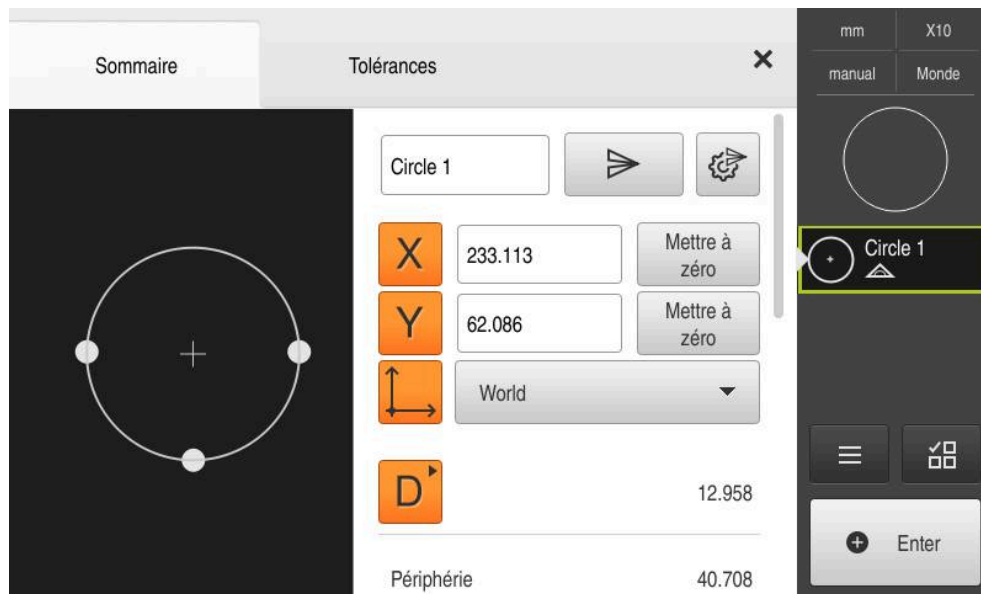 Sommaire
Tolérances
Circle 1
X
233.113
Mettre à
zéro
Y
62.086
Mettre à
zéro
World
D
12.958
Périphérie
40.708
mm
X10
manual
Monde
Circle 1
Enter